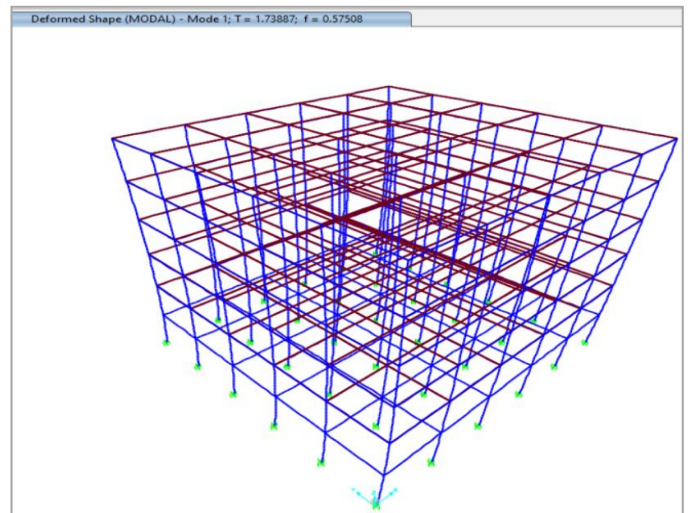 Deformed Shape (MODAL) - Mode 1; T = 1.73887; f = 0.57508